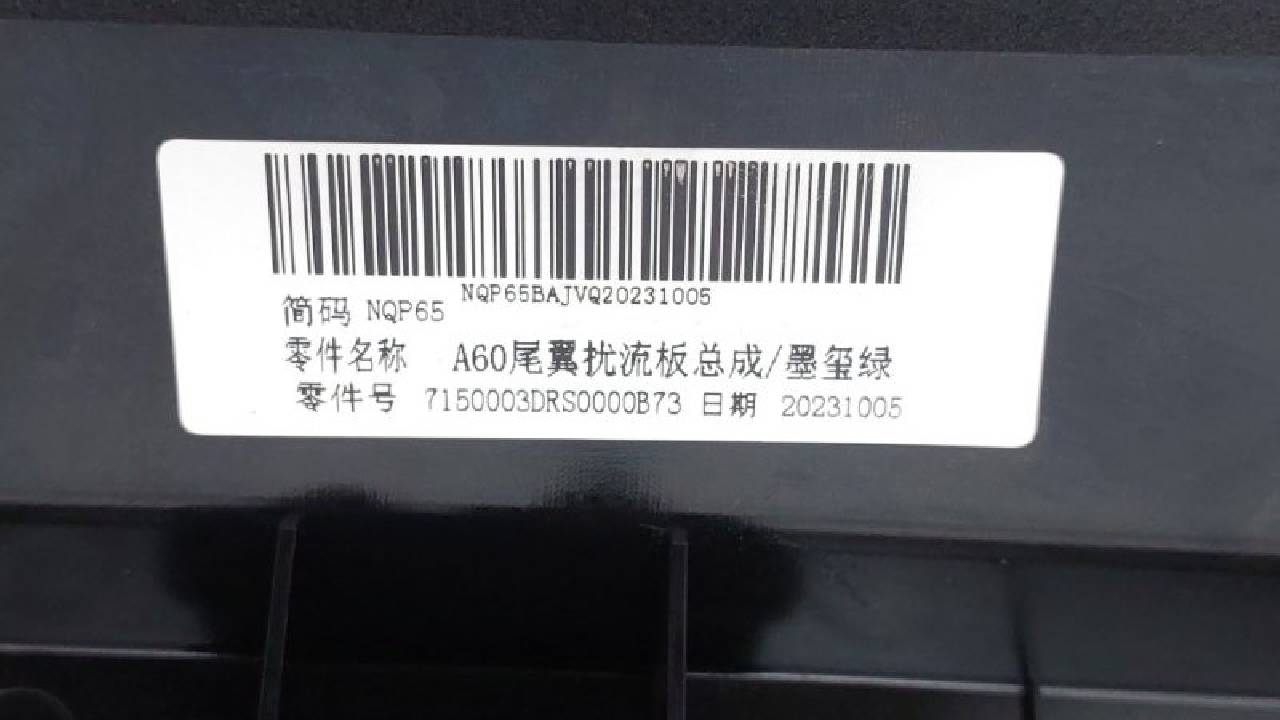 NQP65BAJVQ20231005
简码 NQP65
零件名称 A60尾翼扰流板总成/墨玺绿
零件号 7150003DRS0000B73 日期 20231005